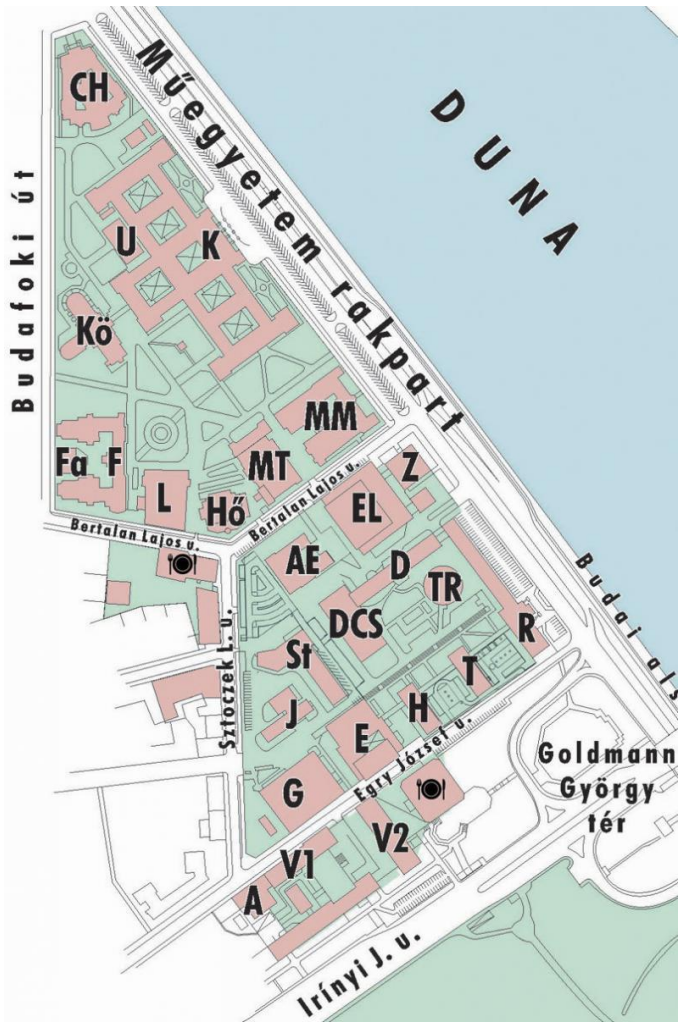 CH
Műegyetem rakpart
DUNA
Budafoki út
U
K
Kö
MM
Fa
F
MT
Z
L
Hő
EL
Bertalan Lajos u.
Bertalan Lajos u.
AE
D
TR
Budai als
DCS
R
St
Sztoczek L. u.
T
J
H
E
Egry József u.
G
Goldmann
György
tér
V2
V1
A
Irínyi J. u.